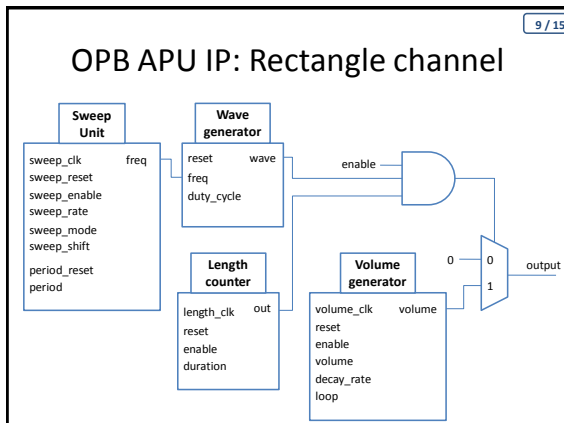 9 / 15
OPB APU IP: Rectangle channel
Sweep
Unit
sweep_clk freq
sweep_reset
sweep_enable
sweep_rate
sweep_mode
sweep_shift
period_reset
period
Wave
generator
reset wave
freq
duty_cycle
Length
counter
length_clk out
reset
enable
duration
enable
Volume
generator
volume_clk volume
reset
enable
volume
decay_rate
loop
0 0
1
output